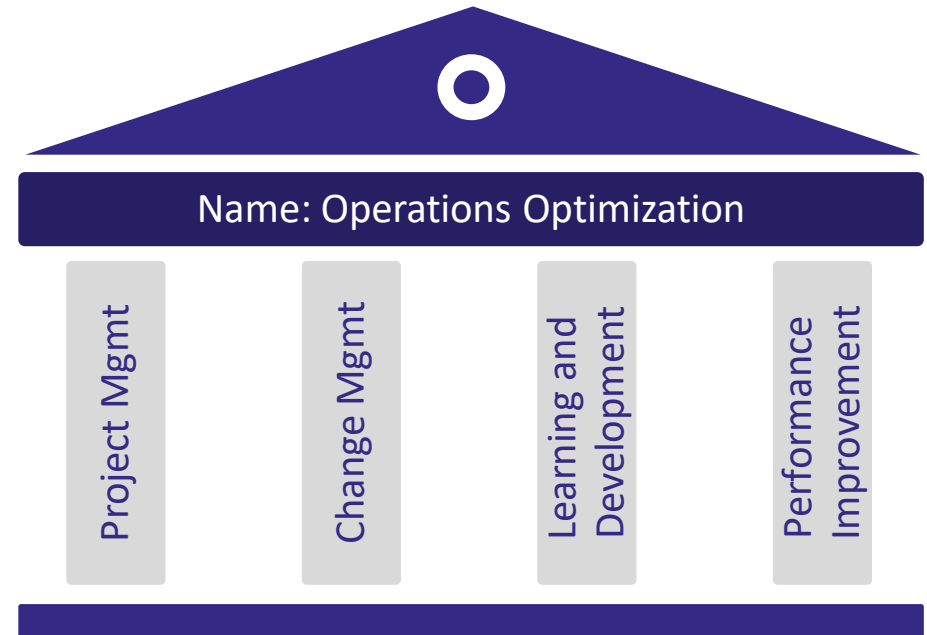 Name: Operations Optimization
Project Mgmt
Change Mgmt
Learning and
Development
Performance
Improvement